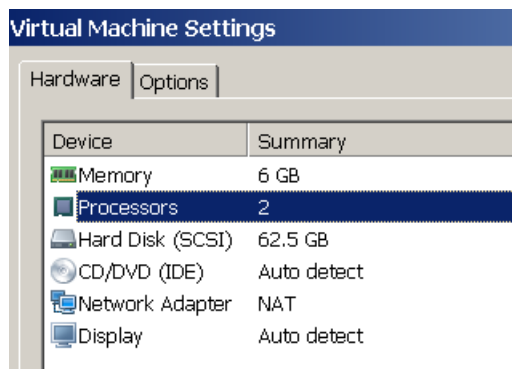 Virtual Machine Settings
Hardware Options
Device Summary
Memory 6 GB
Processors 2
Hard Disk (SCSI) 62.5 GB
CD/DVD (IDE) Auto detect
Network Adapter NAT
Display Auto detect